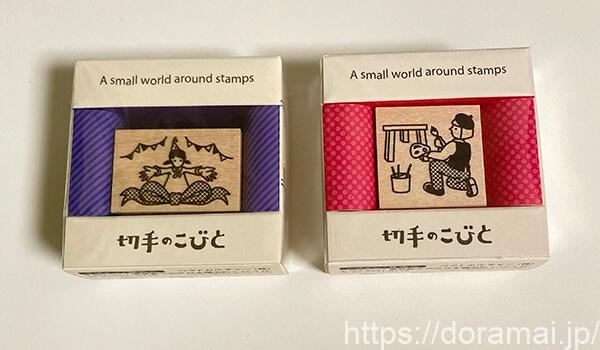 A small world around stamps
切手のこびと
A small world around stamps
切手のこびと
https://doramai.jp/